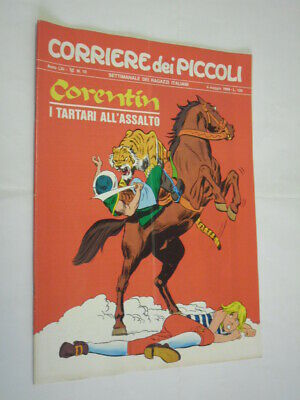 CORRIERE dei PICCOLI
SETTIMANALE DEI RAGAZZI ITALIANI
Corentin
I TARTARI ALL'ASSALTO